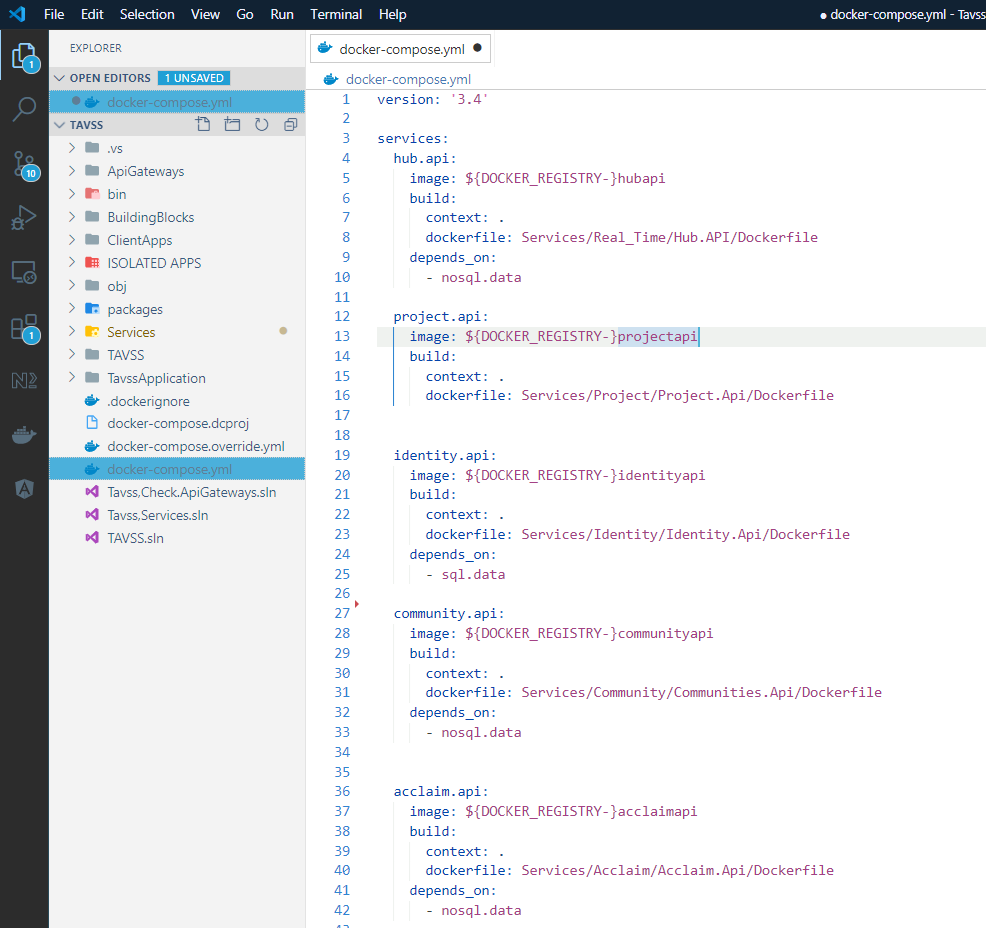 File Edit Selection View Go Run Terminal Help
● docker-compose.yml - Tavss
EXPLORER
OPEN EDITORS 1 UNSAVED
docker-compose.yml
TAVSS
.vs
ApiGateways
bin
BuildingBlocks
ClientApps
ISOLATED APPS
obj
packages
Services
TAVSS
TavssApplication
.dockerignore
docker-compose.dcproj
docker-compose.override.yml
docker-compose.yml
Tavss,Check.ApiGateways.sln
Tavss,Services.sln
TAVSS.sln
1
10
1
docker-compose.yml ●
docker-compose.yml
1 version: '3.4'
2
3 services:
4 hub.api:
5 image: ${DOCKER_REGISTRY-}hubapi
6 build:
7 context: .
8 dockerfile: Services/Real_Time/Hub.API/Dockerfile
9 depends_on:
10 - nosql.data
11
12 project.api:
13 image: ${DOCKER_REGISTRY-}projectapi
14 build:
15 context: .
16 dockerfile: Services/Project/Project.Api/Dockerfile
17
18
19 identity.api:
20 image: ${DOCKER_REGISTRY-}identityapi
21 build:
22 context: .
23 dockerfile: Services/Identity/Identity.Api/Dockerfile
24 depends_on:
25 - sql.data
26
27 community.api:
28 image: ${DOCKER_REGISTRY-}communityapi
29 build:
30 context: .
31 dockerfile: Services/Community/Communities.Api/Dockerfile
32 depends_on:
33 - nosql.data
34
35
36 acclaim.api:
37 image: ${DOCKER_REGISTRY-}acclaimapi
38 build:
39 context: .
40 dockerfile: Services/Acclaim/Acclaim.Api/Dockerfile
41 depends_on:
42 - nosql.data